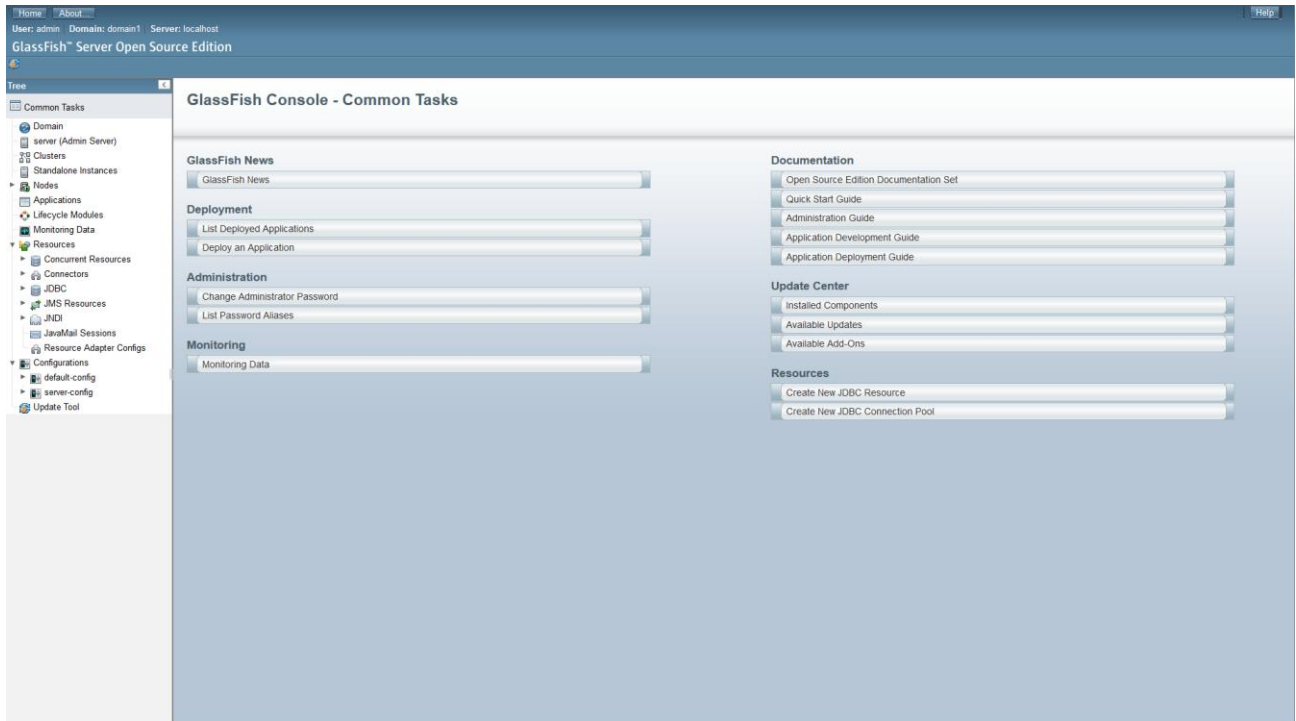 Home About...
Help
User: admin Domain: domain1 Server: localhost
GlassFish™ Server Open Source Edition
Tree
Common Tasks
Domain
server (Admin Server)
Clusters
Standalone Instances
Nodes
Applications
Lifecycle Modules
Monitoring Data
Resources
Concurrent Resources
Connectors
JDBC
JMS Resources
JNDI
JavaMail Sessions
Resource Adapter Configs
Configurations
default-config
server-config
Update Tool
GlassFish Console - Common Tasks
GlassFish News
GlassFish News
Deployment
List Deployed Applications
Deploy an Application
Administration
Change Administrator Password
List Password Aliases
Monitoring
Monitoring Data
Documentation
Open Source Edition Documentation Set
Quick Start Guide
Administration Guide
Application Development Guide
Application Deployment Guide
Update Center
Installed Components
Available Updates
Available Add-Ons
Resources
Create New JDBC Resource
Create New JDBC Connection Pool